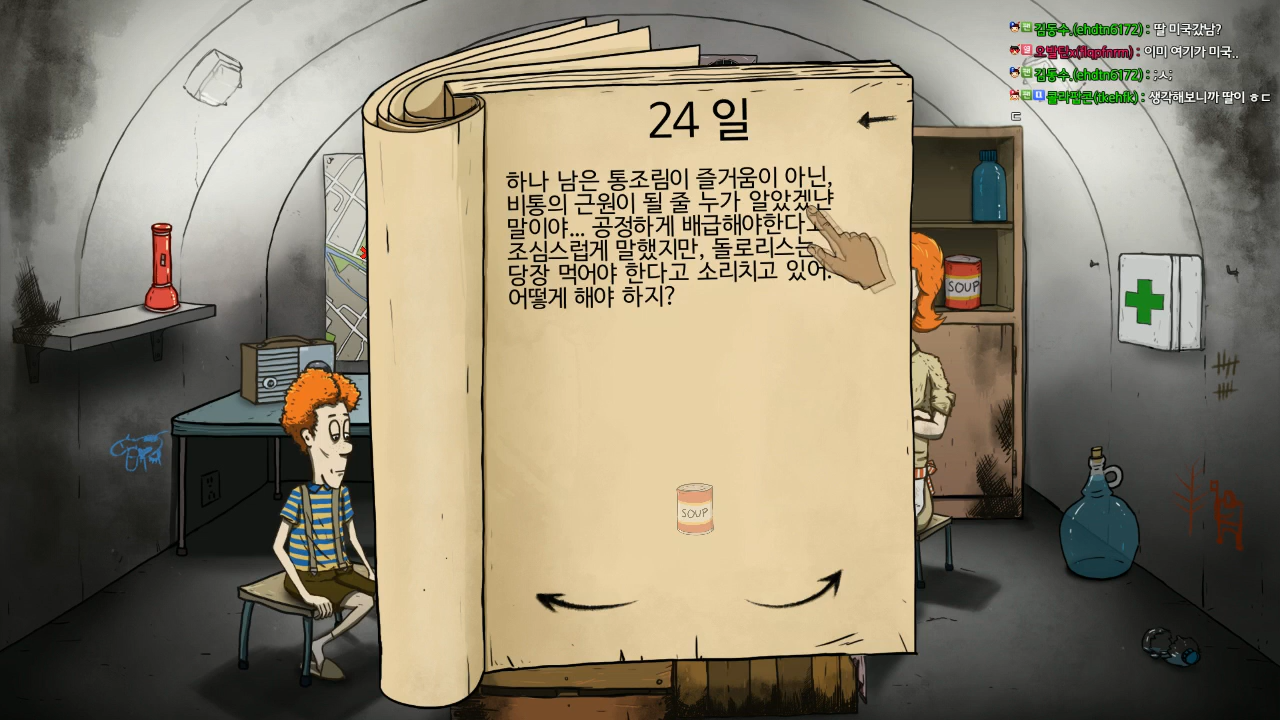 김동수.(ehdtn6172) : 딸 미국갔남?
오발탄x(flqpfnrm) : 이미 여기가 미국..
김동수.(ehdtn6172) : ;ㅅ;
콜라팝콘(tkehfk) : 생각해보니까 딸이 ㅎㄷ
ㄷ
24 일
하나 남은 통조림이 즐거움이 아닌,
비통의 근원이 될 줄 누가 알았겠냔
말이야... 공정하게 배급해야한다고
조심스럽게 말했지만, 돌로리스는
당장 먹어야 한다고 소리치고 있어.
어떻게 해야 하지?
SOUP
SOUP